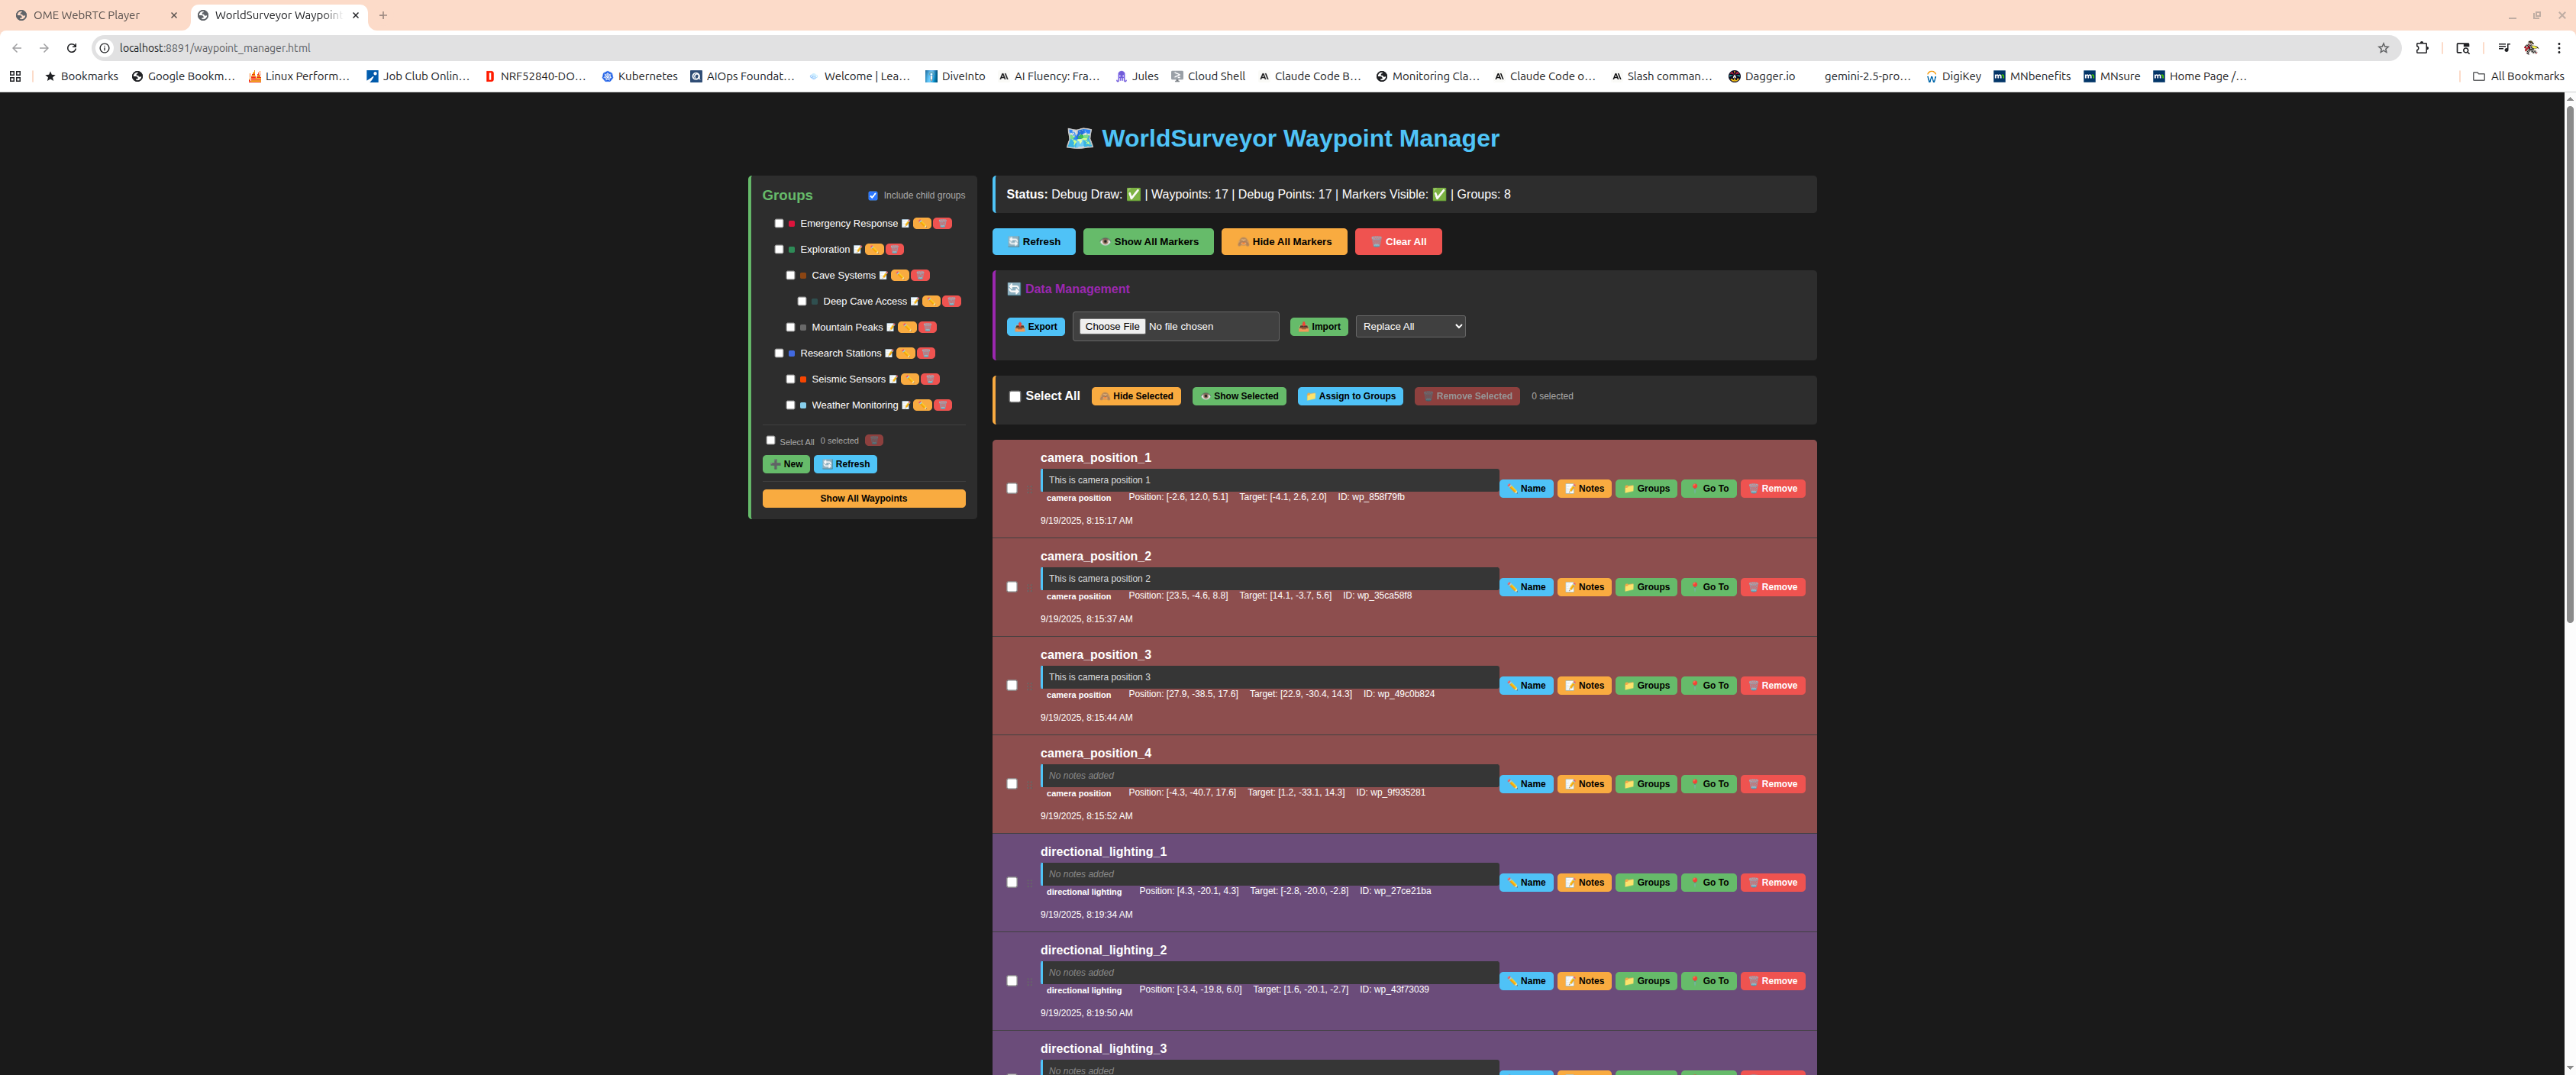 OME WebRTC Player
WorldSurveyor Waypoin
localhost:8891/waypoint_manager.html
Bookmarks Google Bookm... Linux Perform... Job Club Onlin... NRF52840-DO... Kubernetes AIOps Foundat... Welcome | Lea... DiveInto AI Fluency: Fra... Jules Cloud Shell Claude Code B... Monitoring Cla... Claude Code o... Slash comman... Dagger.io gemini-2.5-pro... DigiKey MNbenefits MNsure Home Page /... All Bookmarks
WorldSurveyor Waypoint Manager
Groups Include child groups
Emergency Response
Exploration
Cave Systems
Deep Cave Access
Mountain Peaks
Research Stations
Seismic Sensors
Weather Monitoring
Select All 0 selected
New Refresh
Show All Waypoints
Status: Debug Draw: ✅ | Waypoints: 17 | Debug Points: 17 | Markers Visible: ✅ | Groups: 8
Refresh Show All Markers Hide All Markers Clear All
Data Management
Export Choose File No file chosen Import Replace All
Select All Hide Selected Show Selected Assign to Groups Remove Selected 0 selected
camera_position_1
This is camera position 1
camera position Position: [-2.6, 12.0, 5.1] Target: [-4.1, 2.6, 2.0] ID: wp_858f79fb
9/19/2025, 8:15:17 AM
Name Notes Groups Go To Remove
camera_position_2
This is camera position 2
camera position Position: [23.5, -4.6, 8.8] Target: [14.1, -3.7, 5.6] ID: wp_35ca58f8
9/19/2025, 8:15:37 AM
Name Notes Groups Go To Remove
camera_position_3
This is camera position 3
camera position Position: [27.9, -38.5, 17.6] Target: [22.9, -30.4, 14.3] ID: wp_49c0b824
9/19/2025, 8:15:44 AM
Name Notes Groups Go To Remove
camera_position_4
No notes added
camera position Position: [-4.3, -40.7, 17.6] Target: [1.2, -33.1, 14.3] ID: wp_9f935281
9/19/2025, 8:15:52 AM
Name Notes Groups Go To Remove
directional_lighting_1
No notes added
directional lighting Position: [4.3, -20.1, 4.3] Target: [-2.8, -20.0, -2.8] ID: wp_27ce21ba
9/19/2025, 8:19:34 AM
Name Notes Groups Go To Remove
directional_lighting_2
No notes added
directional lighting Position: [-3.4, -19.8, 6.0] Target: [1.6, -20.1, -2.7] ID: wp_43f73039
9/19/2025, 8:19:50 AM
Name Notes Groups Go To Remove
directional_lighting_3
No notes added